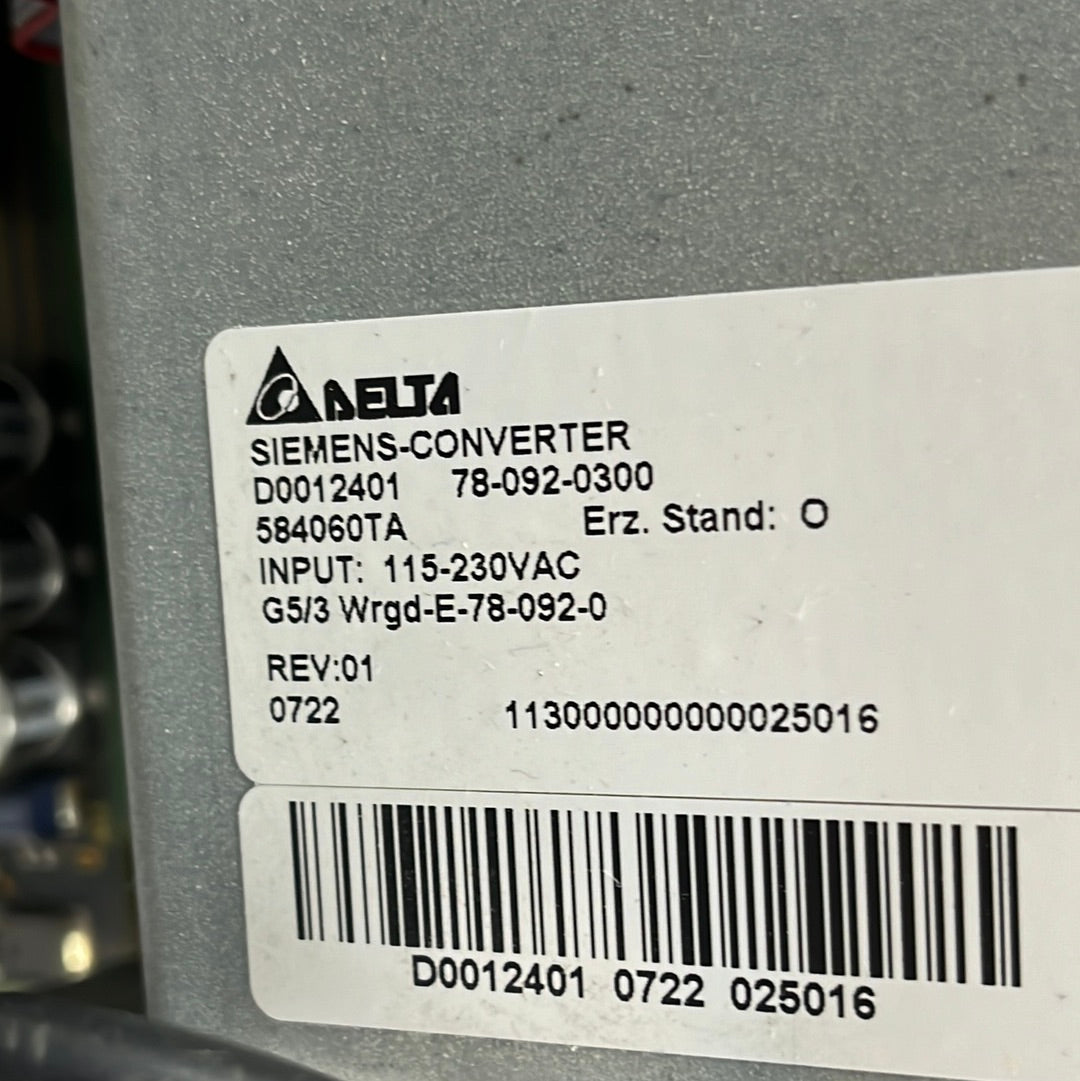 DELTA
SIEMENS-CONVERTER
D0012401 78-092-0300
584060TA Erz. Stand: O
INPUT: 115-230VAC
G5/3 Wrgd-E-78-092-0
REV:01
0722 113000000000025016
D0012401 0722 025016